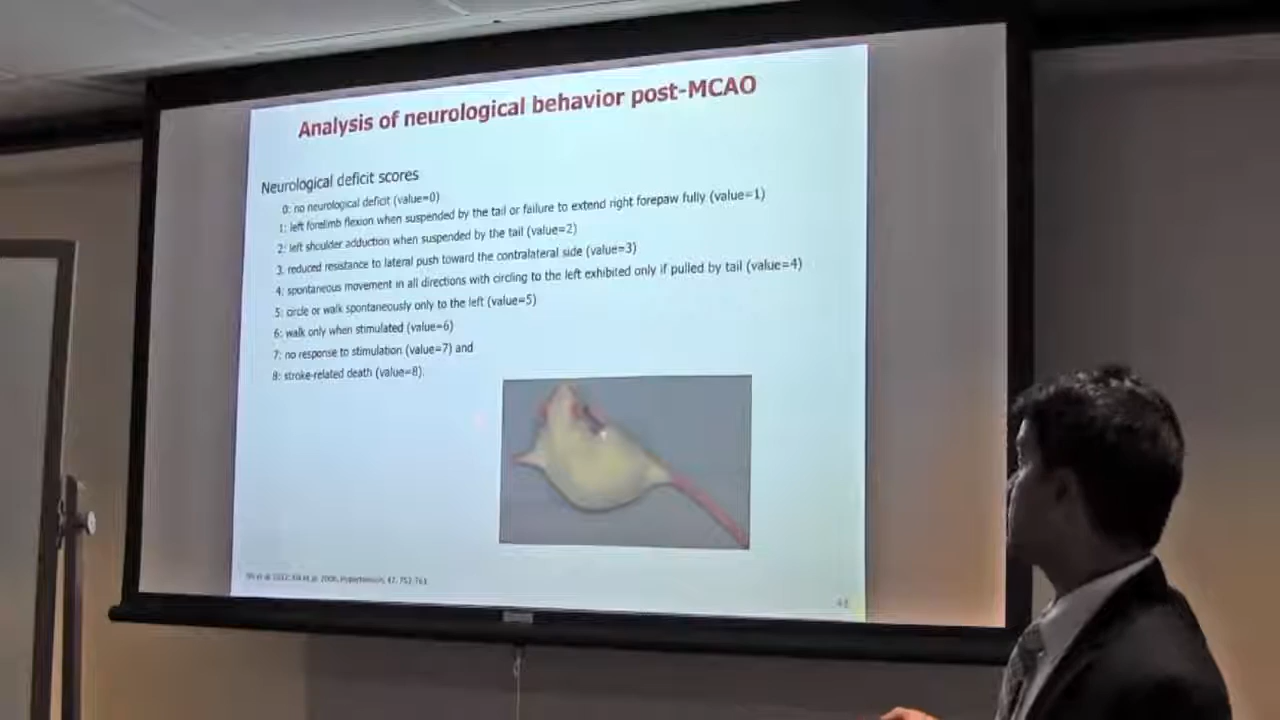 Analysis of neurological behavior post-MCAO
Neurological deficit scores
0: no neurological deficit (value=0)
1: left forelimb flexion when suspended by the tail or failure to extend right forepaw fully (value=1)
2: left shoulder adduction when suspended by the tail (value=2)
3: reduced resistance to lateral push toward the contralateral side (value=3)
4: spontaneous movement in all directions with circling to the left exhibited only if pulled by tail (value=4)
5: circle or walk spontaneously only to the left (value=5)
6: walk only when stimulated (value=6)
7: no response to stimulation (value=7) and
8: stroke-related death (value=8).
Hypertension, 47,